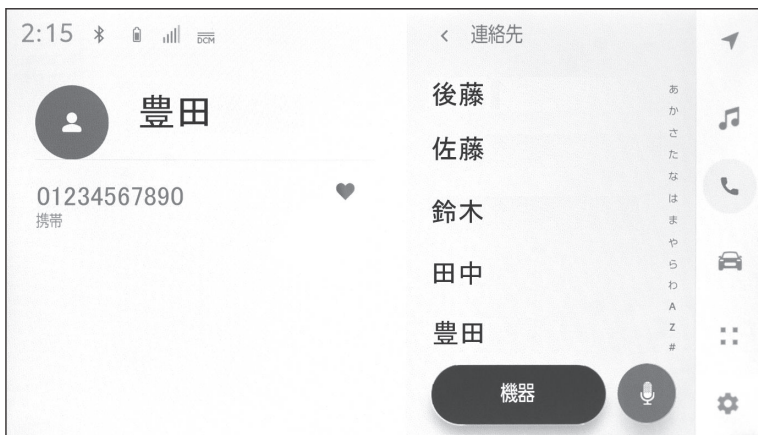 2:15
DCM
豊田
01234567890
携帯
連絡先
後藤
佐藤
鈴木
田中
豊田
あ
か
さ
た
な
は
ま
や
ら
わ
A
Z
#
機器